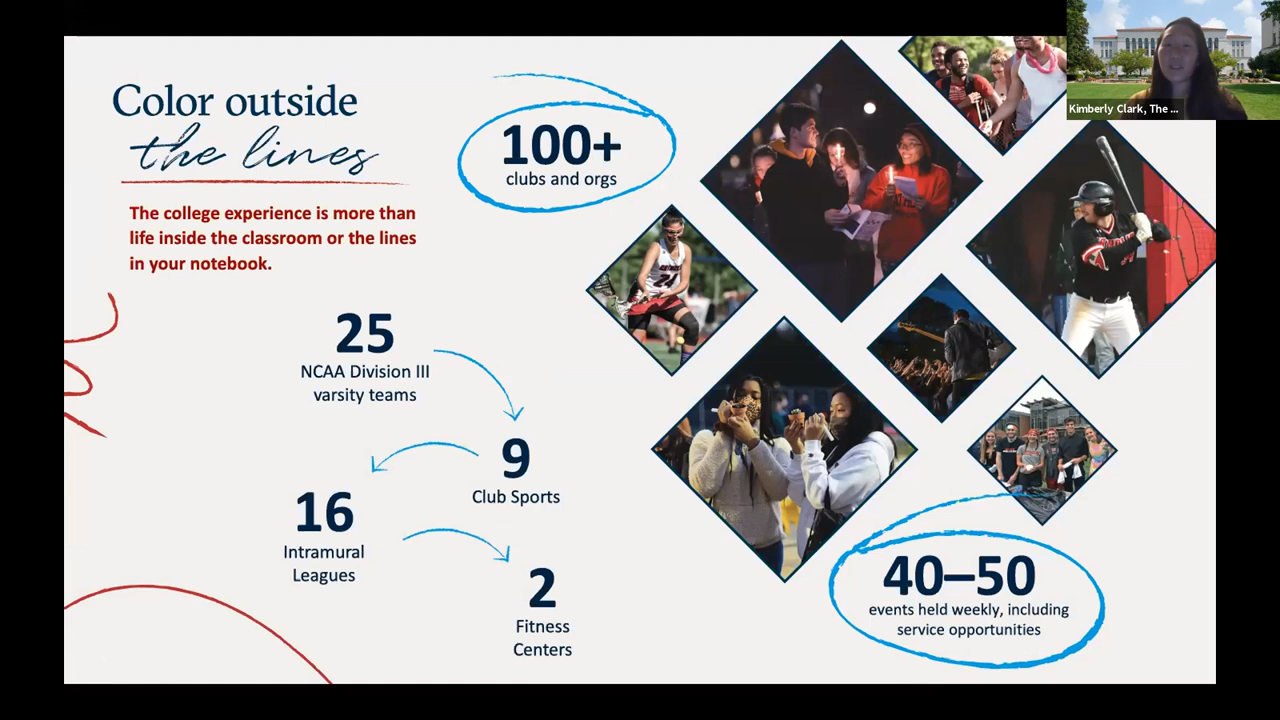 Color outside
the lines
The college experience is more than
life inside the classroom or the lines
in your notebook.
100+
clubs and orgs
25
NCAA Division III
varsity teams
9
Club Sports
16
Intramural
Leagues
2
Fitness
Centers
40–50
events held weekly, including
service opportunities
Kimberly Clark, The ...
24